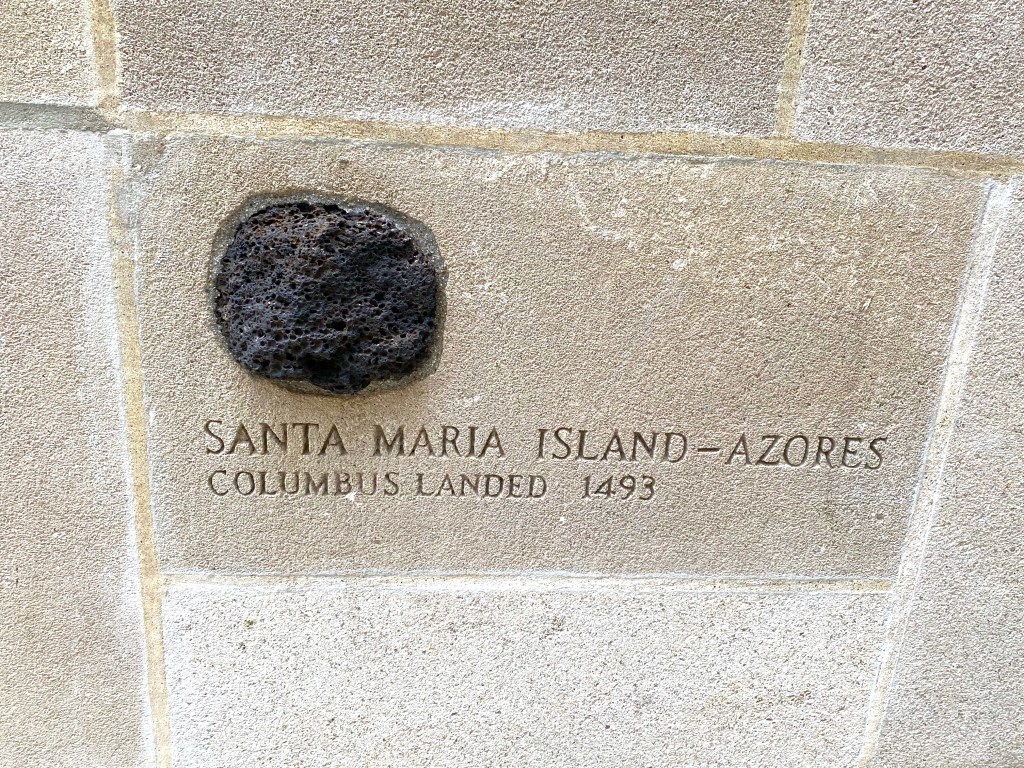 SANTA MARIA ISLAND-AZORES
COLUMBUS LANDED 1493